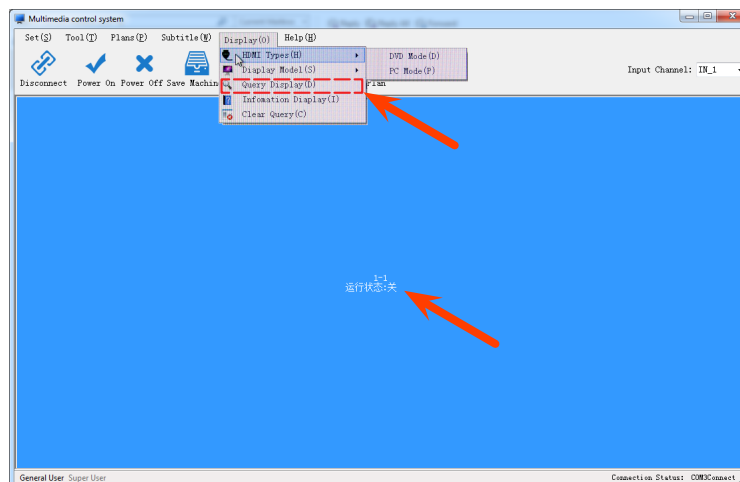 Multimedia control system
Set(S) Tool(T) Plans(P) Subtitle(W) Display(O) Help(H)
HDMI Types(H) DVD Mode(D)
Diaplay Model(S) PC Mode(P)
Input Channel: IN_1
Disconnect Power On Power Off Save Machin Query Display(D) Plan
Infomation Diaplay(I)
Clear Query(C)
1-1
运行状态:关
General User Super User Connection Status: COM3Connect